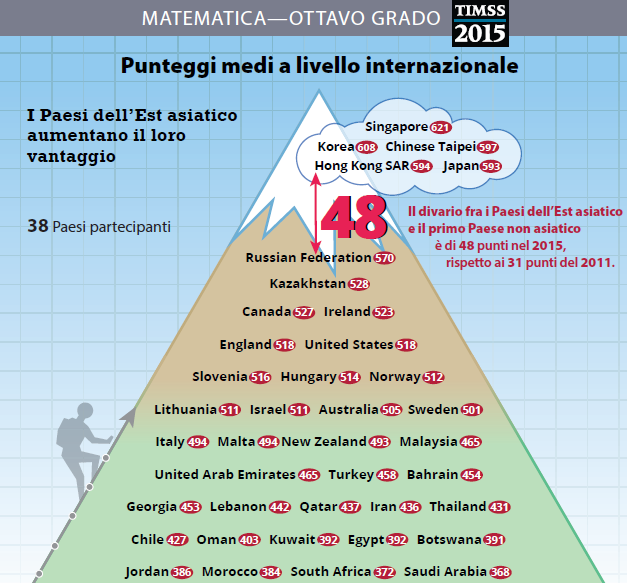 MATEMATICA—OTTAVO GRADO
TIMSS
2015
Punteggi medi a livello internazionale
I Paesi dell'Est asiatico
aumentano il loro
vantaggio
38 Paesi partecipanti
Singapore 621
Korea 608 Chinese Taipei 597
Hong Kong SAR 594 Japan 593
48
Il divario fra i Paesi dell'Est asiatico
e il primo Paese non asiatico
è di 48 punti nel 2015,
rispetto ai 31 punti del 2011.
Russian Federation 570
Kazakhstan 528
Canada 527 Ireland 523
England 518 United States 518
Slovenia 516 Hungary 514 Norway 512
Lithuania 511 Israel 511 Australia 505 Sweden 501
Italy 494 Malta 494 New Zealand 493 Malaysia 465
United Arab Emirates 465 Turkey 458 Bahrain 454
Georgia 453 Lebanon 442 Qatar 437 Iran 436 Thailand 431
Chile 427 Oman 403 Kuwait 392 Egypt 392 Botswana 391
Jordan 386 Morocco 384 South Africa 372 Saudi Arabia 368